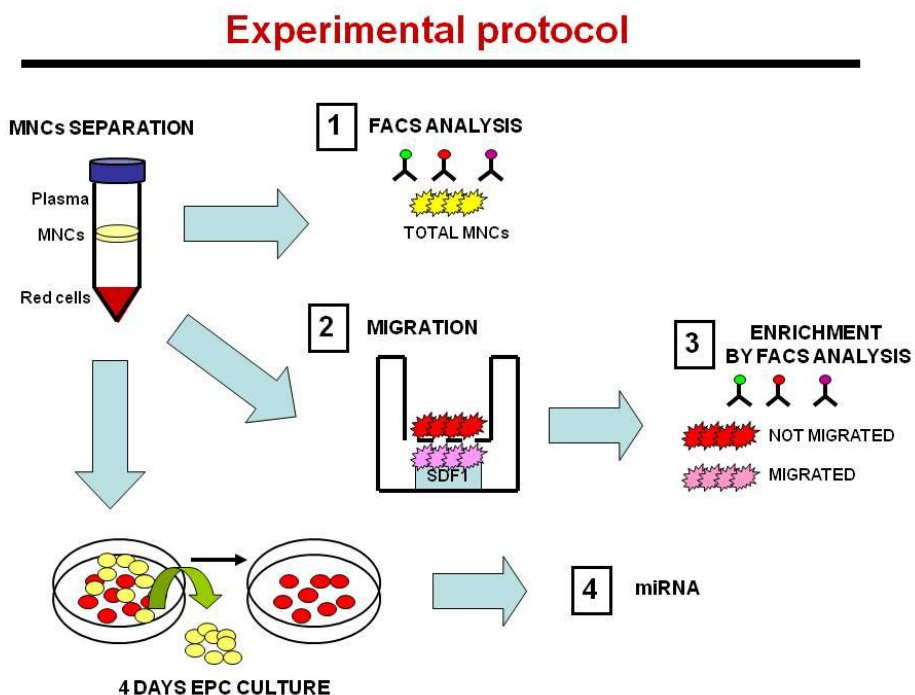 Experimental protocol
MNCs SEPARATION
Plasma
MNCs
Red cells
1
FACS ANALYSIS
TOTAL MNCs
2
MIGRATION
SDF1
3
ENRICHMENT
BY FACS ANALYSIS
NOT MIGRATED
MIGRATED
4 DAYS EPC CULTURE
4
miRNA